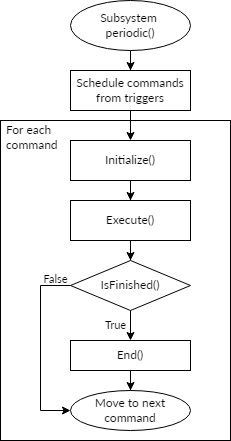 Subsystem
periodic()
Schedule commands
from triggers
For each
command
Initialize()
Execute()
IsFinished()
False
True
End()
Move to next
command